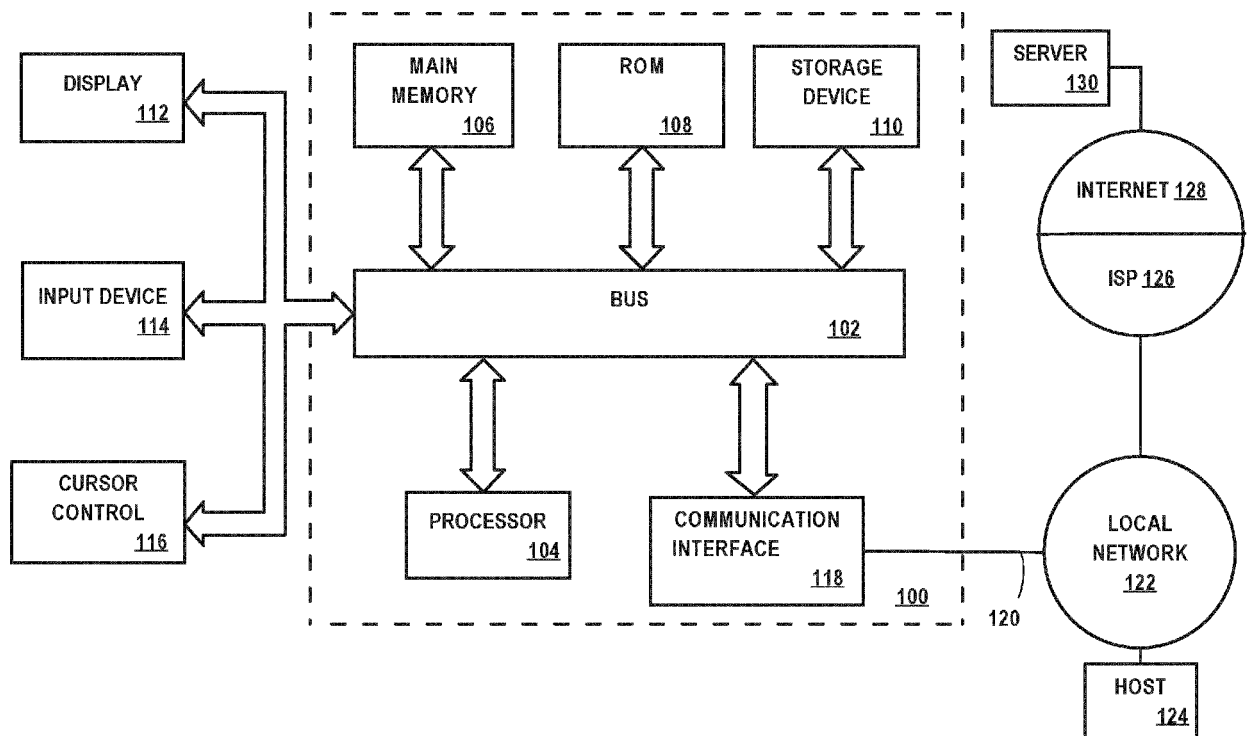 DISPLAY
112
INPUT DEVICE
114
CURSOR
CONTROL
116
MAIN
MEMORY
106
ROM
108
STORAGE
DEVICE
110
BUS
102
PROCESSOR
104
COMMUNICATION
INTERFACE
118
100
120
SERVER
130
INTERNET 128
ISP 126
LOCAL
NETWORK
122
HOST
124